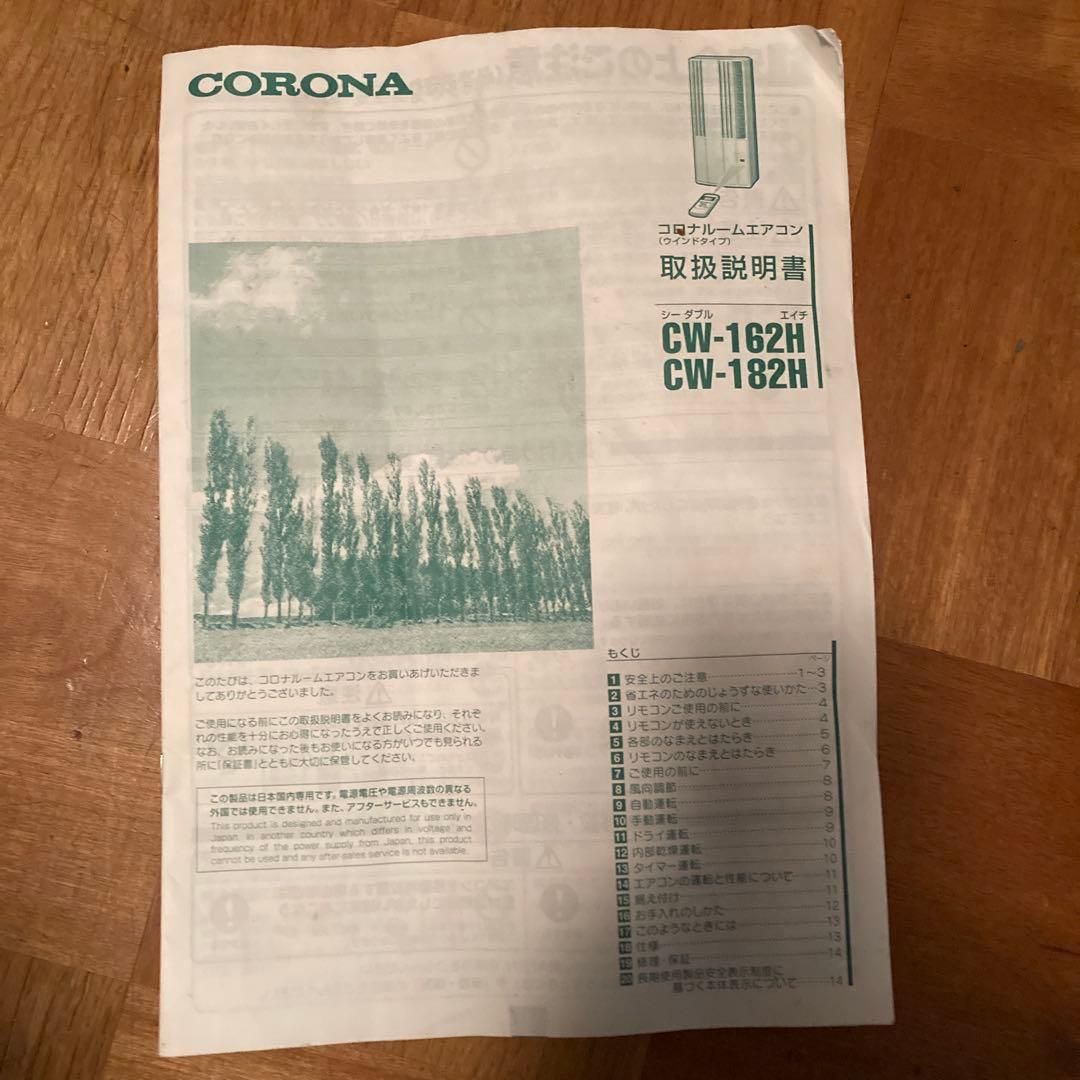 CORONA
コロナルームエアコン
(ウインドタイプ)
取扱説明書
シー ダブル エイチ
CW-162H
CW-182H
このたびは、コロナルームエアコンをお買いあげいただきま
してありがとうございました。
ご使用になる前にこの取扱説明書をよくお読みになり、それぞ
れの性能を十分にお心得になったうえで正しくご使用ください。
なお、お読みになった後もお使いになる方がいつでも見られる
所に「保証書」とともに大切に保管してください。
この製品は日本国内専用です。電源電圧や電源周波数の異なる
外国では使用できません。また、アフターサービスもできません。
This product is designed and manufactured for use only in
Japan, in another country which differs in voltage and
frequency of the power supply from Japan, this product
cannot be used and any after-sales service is not available.
もくじ
ページ
1 安全上のご注意 1〜3
2 省エネのためのじょうずな使いかた 3
3 リモコンご使用の前に 4
4 リモコンが使えないとき 4
5 各部のなまえとはたらき 5
6 リモコンのなまえとはたらき 6
7 ご使用の前に 7
8 風向調節 8
9 自動運転 8
10 手動運転 9
11 ドライ運転 9
12 内部乾燥運転 10
13 タイマー運転 10
14 エアコンの運転と性能について 11
15 据え付け 11
16 お手入れのしかた 12
17 このようなときには 13
18 仕様 13
19 修理・保証 14
20 長期使用製品安全表示制度に
基づく本体表示について 14